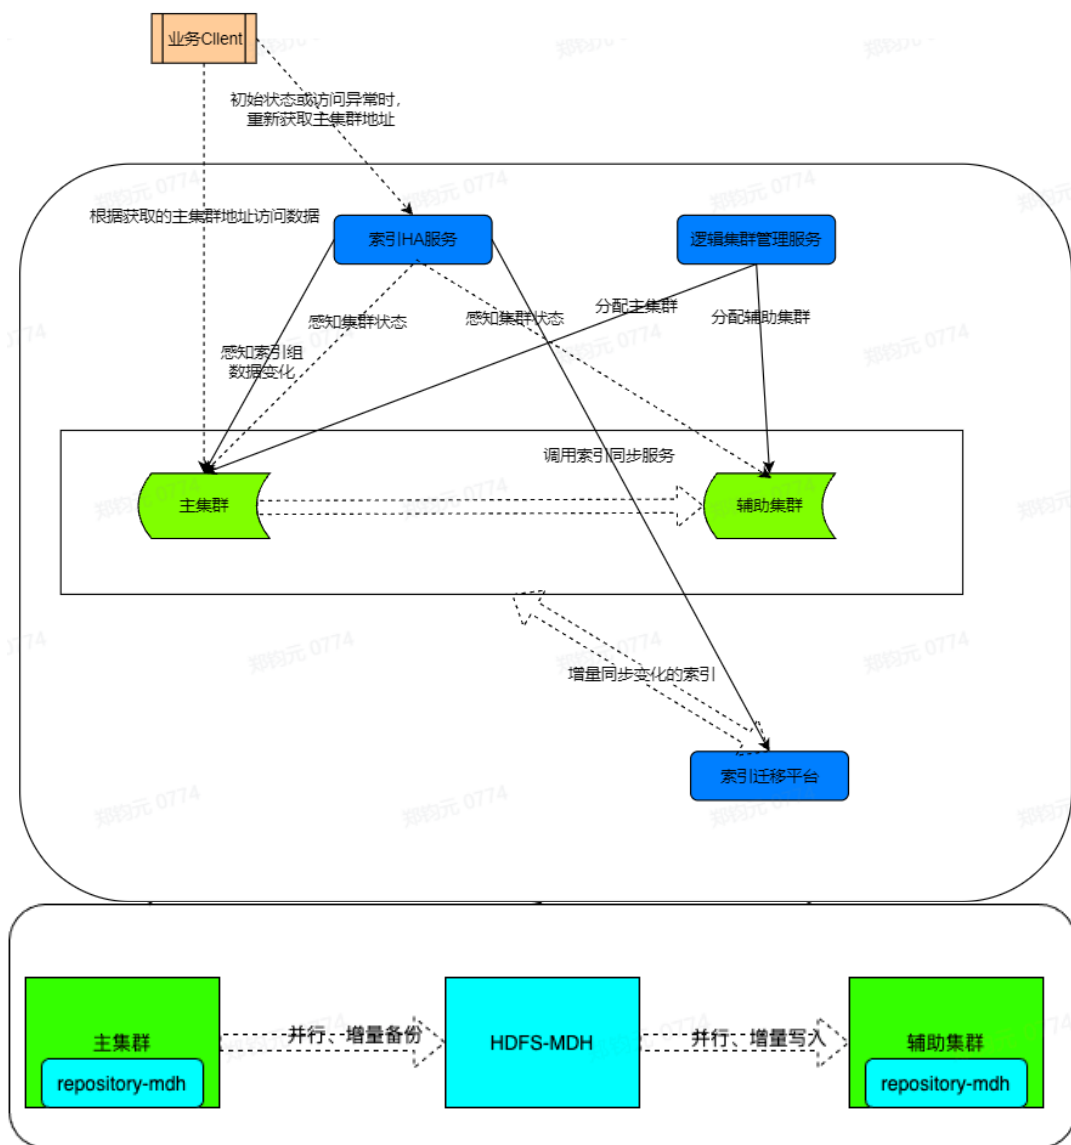 业务Client
初始状态或访问异常时，
重新获取主集群地址
根据获取的主集群地址访问数据
索引HA服务
逻辑集群管理服务
感知集群状态
感知集群状态
分配主集群
分配辅助集群
感知索引组
数据变化
调用索引同步服务
主集群
辅助集群
增量同步变化的索引
索引迁移平台
主集群
repository-mdh
并行、增量备份
HDFS-MDH
并行、增量写入
辅助集群
repository-mdh
郑钧元 0774